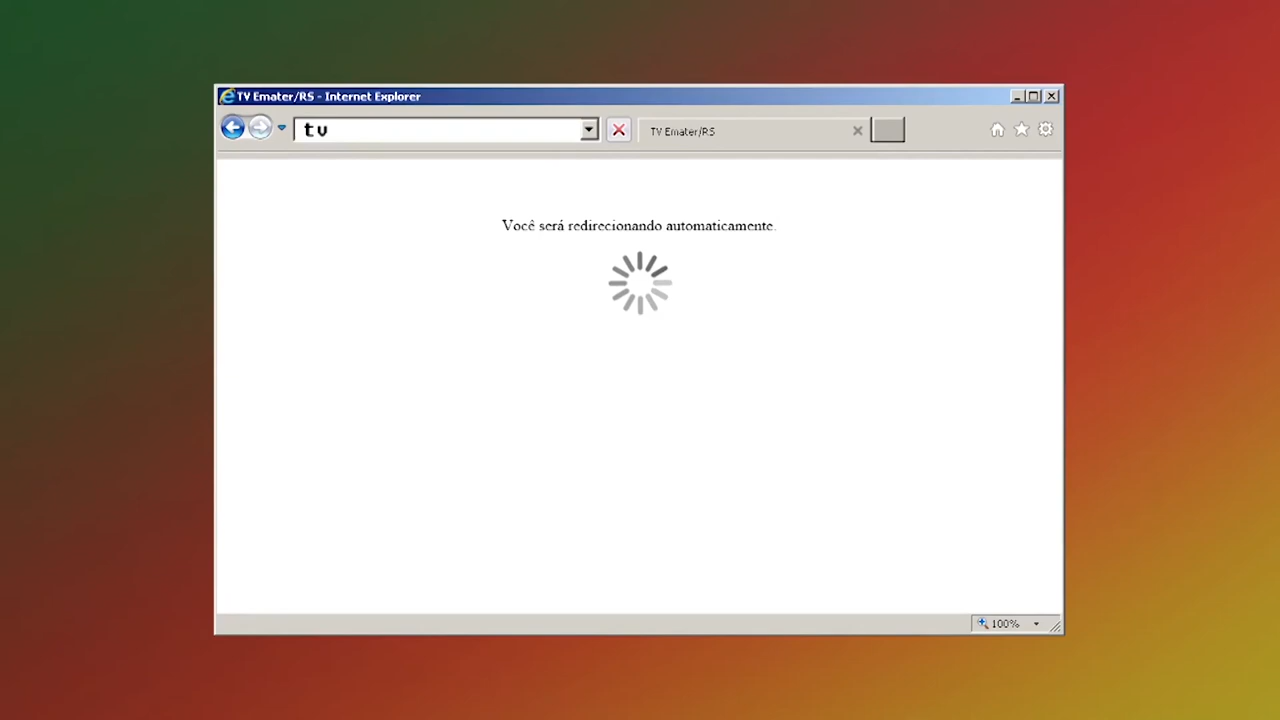 TV Emater/RS - Internet Explorer
tv
TV Emater/RS
Você será redirecionando automaticamente.
100%